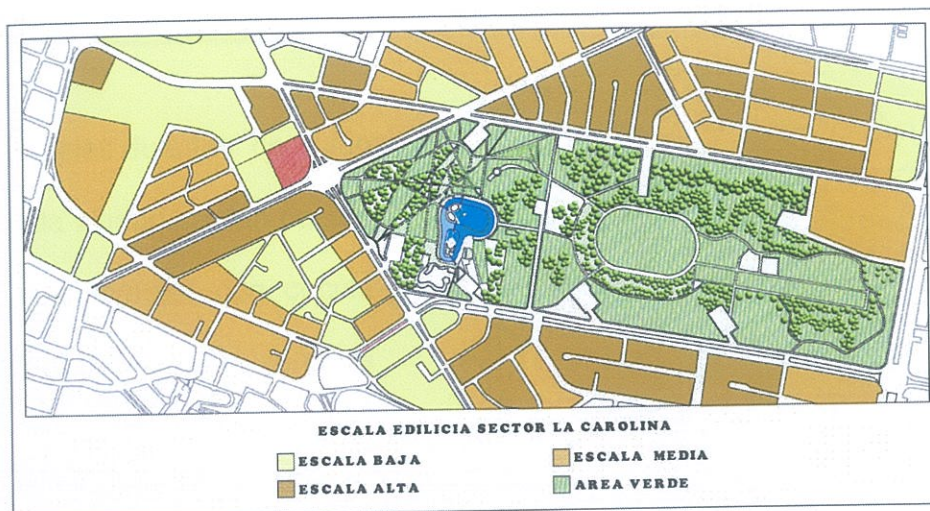 ESCALA EDILICIA SECTOR LA CAROLINA
ESCALA BAJA
ESCALA MEDIA
ESCALA ALTA
AREA VERDE